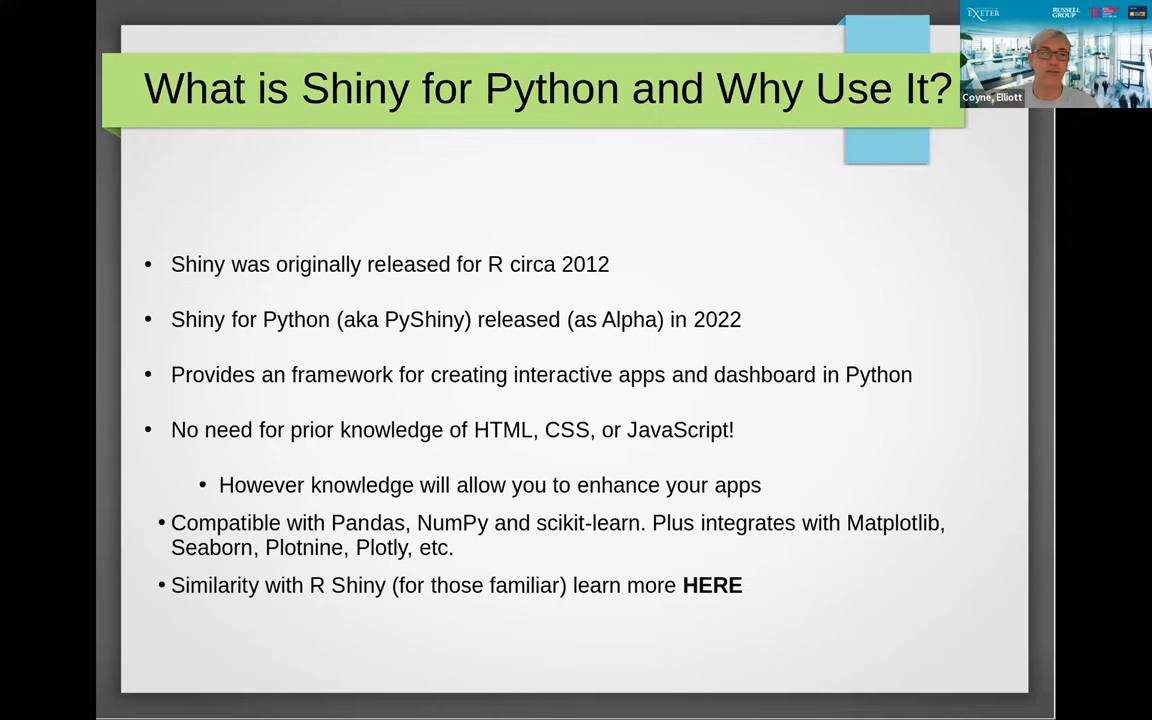 What is Shiny for Python and Why Use It?
EXETER
RUSSELL
GROUP
Coyne, Elliott
• Shiny was originally released for R circa 2012
• Shiny for Python (aka PyShiny) released (as Alpha) in 2022
• Provides an framework for creating interactive apps and dashboard in Python
• No need for prior knowledge of HTML, CSS, or JavaScript!
• However knowledge will allow you to enhance your apps
• Compatible with Pandas, NumPy and scikit-learn. Plus integrates with Matplotlib,
Seaborn, Plotnine, Plotly, etc.
• Similarity with R Shiny (for those familiar) learn more HERE